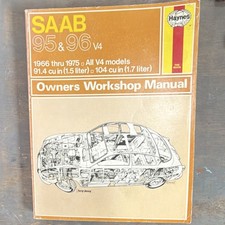 SAAB
Haynes
95 & 96 V4
1966 thru 1975 □ All V4 models
91.4 cu in (1.5 liter) □ 104 cu in (1.7 liter)
Owners Workshop Manual